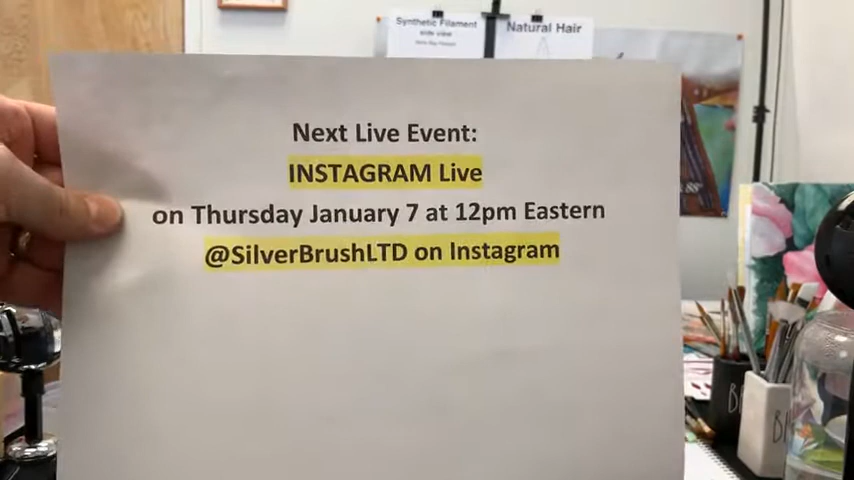 Synthetic Filament
Natural Hair
Next Live Event:
INSTAGRAM Live
on Thursday January 7 at 12pm Eastern
@SilverBrushLTD on Instagram